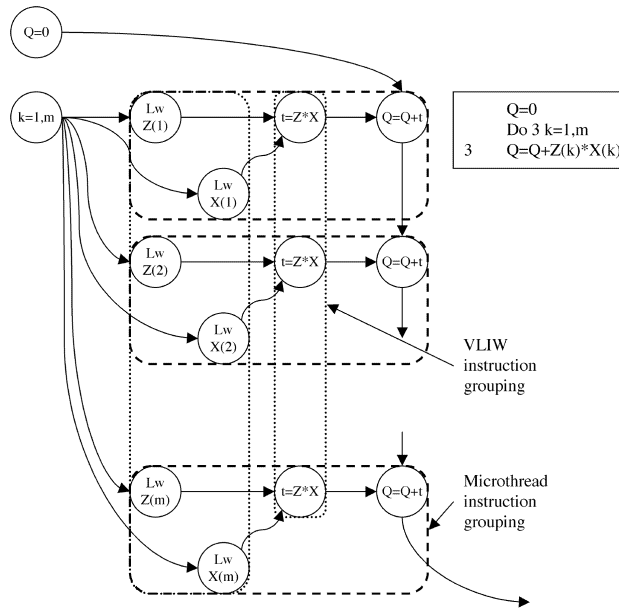 Q=0
k=1,m
Lw
Z(1)
t=Z*X
Q=Q+t
Lw
X(1)
Q=0
Do 3 k=1,m
3 Q=Q+Z(k)*X(k)
Lw
Z(2)
t=Z*X
Q=Q+t
Lw
X(2)
VLIW
instruction
grouping
Lw
Z(m)
t=Z*X
Q=Q+t
Lw
X(m)
Microthread
instruction
grouping